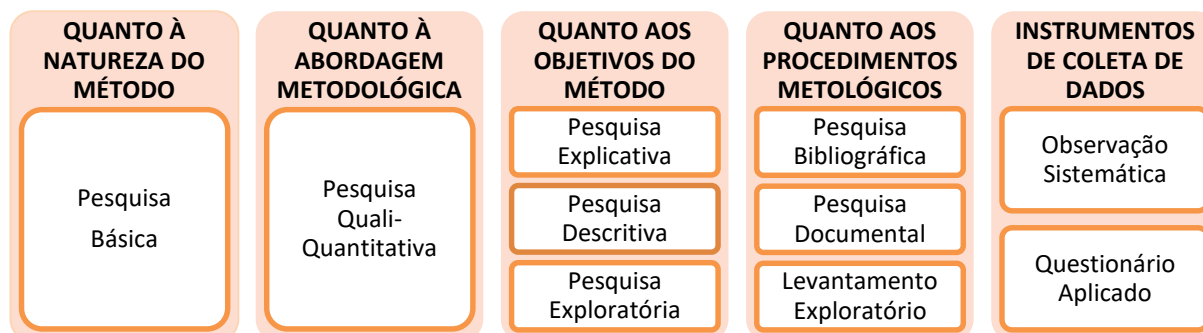 QUANTO À
NATUREZA DO
MÉTODO
Pesquisa
Básica
QUANTO À
ABORDAGEM
METODOLÓGICA
Pesquisa
Quali-
Quantitativa
QUANTO AOS
OBJETIVOS DO
MÉTODO
Pesquisa
Explicativa
Pesquisa
Descritiva
Pesquisa
Exploratória
QUANTO AOS
PROCEDIMENTOS
METOLÓGICOS
Pesquisa
Bibliográfica
Pesquisa
Documental
Levantamento
Exploratório
INSTRUMENTOS
DE COLETA DE
DADOS
Observação
Sistemática
Questionário
Aplicado